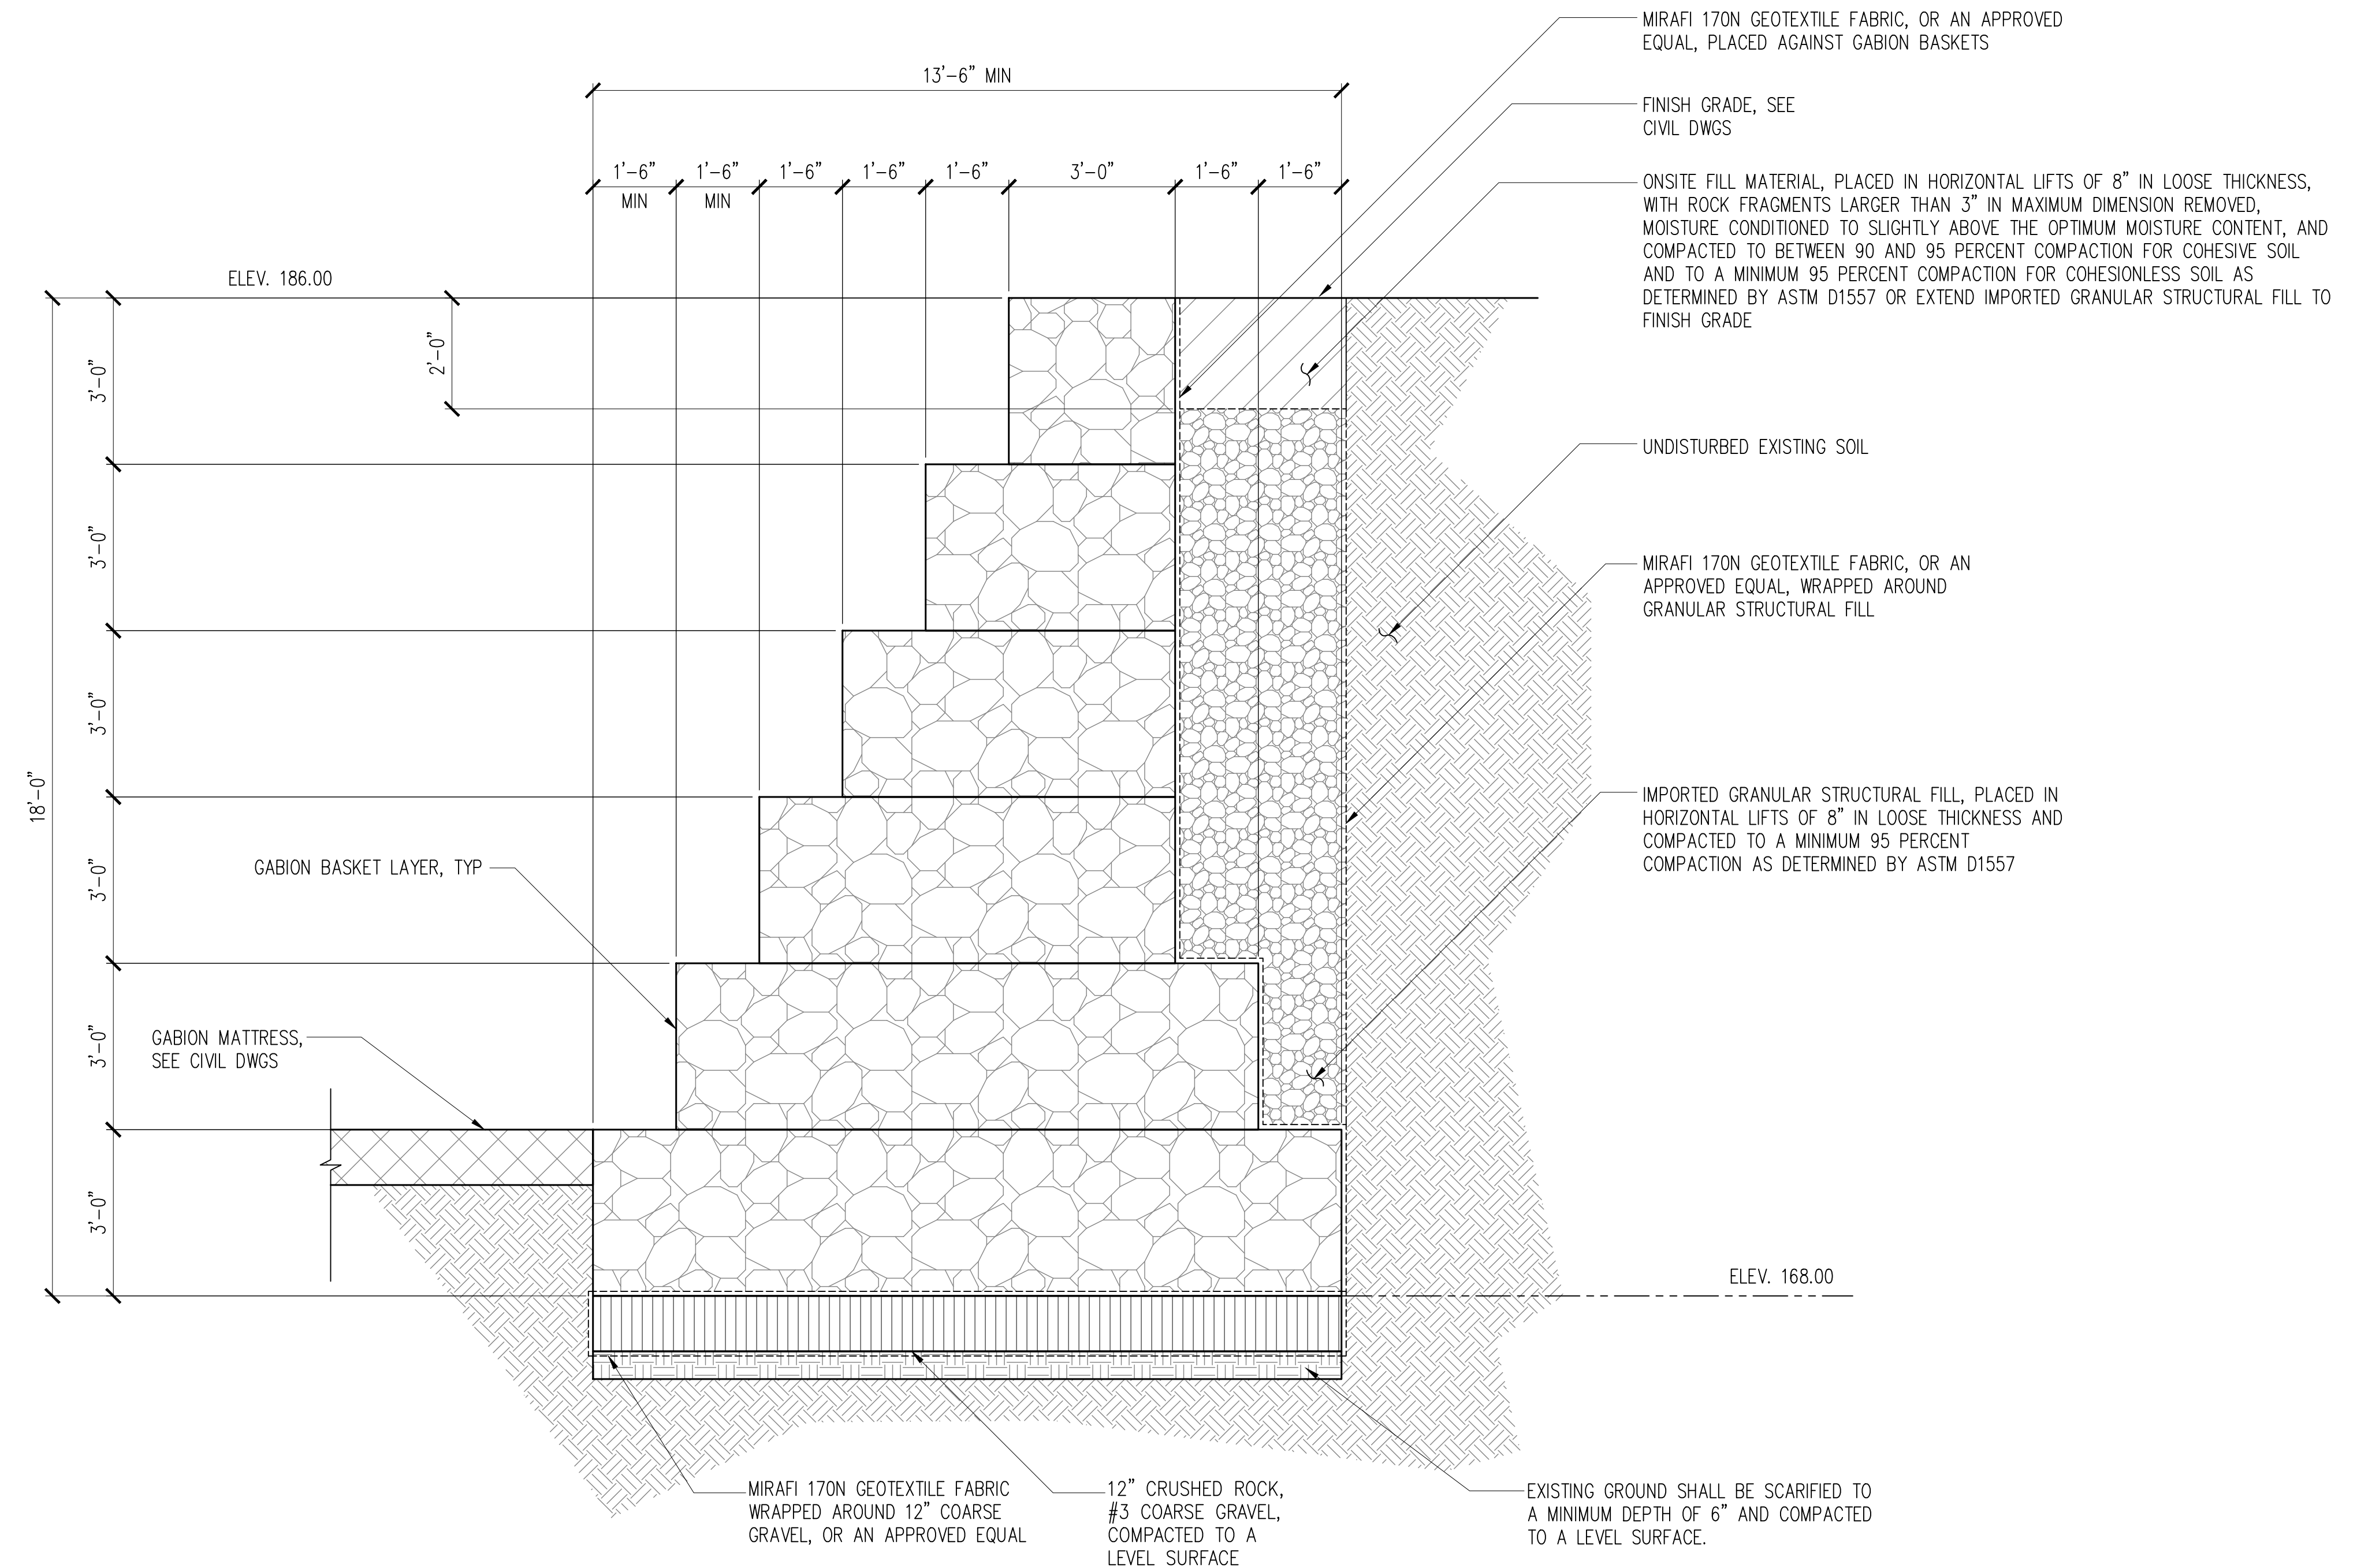 MIRAFI 170N GEOTEXTILE FABRIC, OR AN APPROVED
EQUAL, PLACED AGAINST GABION BASKETS
13'-6" MIN
FINISH GRADE, SEE
CIVIL DWGS
1'-6" 1'-6" 1'-6" 1'-6" 1'-6" 3'-0" 1'-6" 1'-6"
MIN MIN
ONSITE FILL MATERIAL, PLACED IN HORIZONTAL LIFTS OF 8" IN LOOSE THICKNESS,
WITH ROCK FRAGMENTS LARGER THAN 3" IN MAXIMUM DIMENSION REMOVED,
MOISTURE CONDITIONED TO SLIGHTLY ABOVE THE OPTIMUM MOISTURE CONTENT, AND
COMPACTED TO BETWEEN 90 AND 95 PERCENT COMPACTION FOR COHESIVE SOIL
AND TO A MINIMUM 95 PERCENT COMPACTION FOR COHESIONLESS SOIL AS
DETERMINED BY ASTM D1557 OR EXTEND IMPORTED GRANULAR STRUCTURAL FILL TO
FINISH GRADE
ELEV. 186.00
2'-0"
3'-0"
3'-0"
3'-0"
3'-0"
3'-0"
3'-0"
18'-0"
UNDISTURBED EXISTING SOIL
MIRAFI 170N GEOTEXTILE FABRIC, OR AN
APPROVED EQUAL, WRAPPED AROUND
GRANULAR STRUCTURAL FILL
IMPORTED GRANULAR STRUCTURAL FILL, PLACED IN
HORIZONTAL LIFTS OF 8" IN LOOSE THICKNESS AND
COMPACTED TO A MINIMUM 95 PERCENT
COMPACTION AS DETERMINED BY ASTM D1557
GABION BASKET LAYER, TYP
GABION MATTRESS,
SEE CIVIL DWGS
ELEV. 168.00
MIRAFI 170N GEOTEXTILE FABRIC
WRAPPED AROUND 12" COARSE
GRAVEL, OR AN APPROVED EQUAL
12" CRUSHED ROCK,
#3 COARSE GRAVEL,
COMPACTED TO A
LEVEL SURFACE
EXISTING GROUND SHALL BE SCARIFIED TO
A MINIMUM DEPTH OF 6" AND COMPACTED
TO A LEVEL SURFACE.